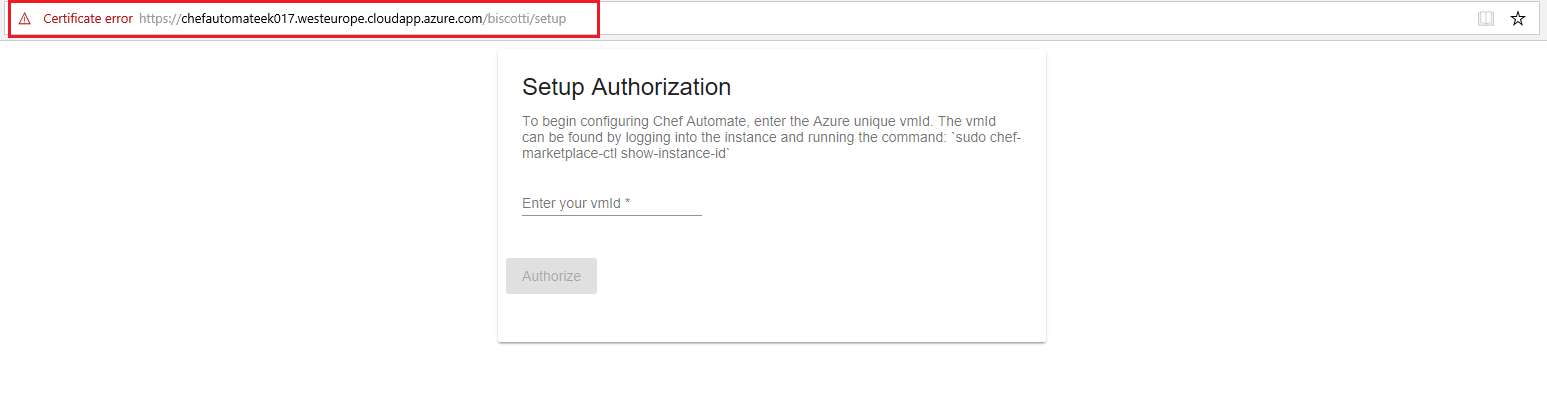 Certificate error https://chefautomateek017.westeurope.cloudapp.azure.com/biscotti/setup
Setup Authorization
To begin configuring Chef Automate, enter the Azure unique vmId. The vmId
can be found by logging into the instance and running the command: `sudo chef-
marketplace-ctl show-instance-id`
Enter your vmId *
Authorize